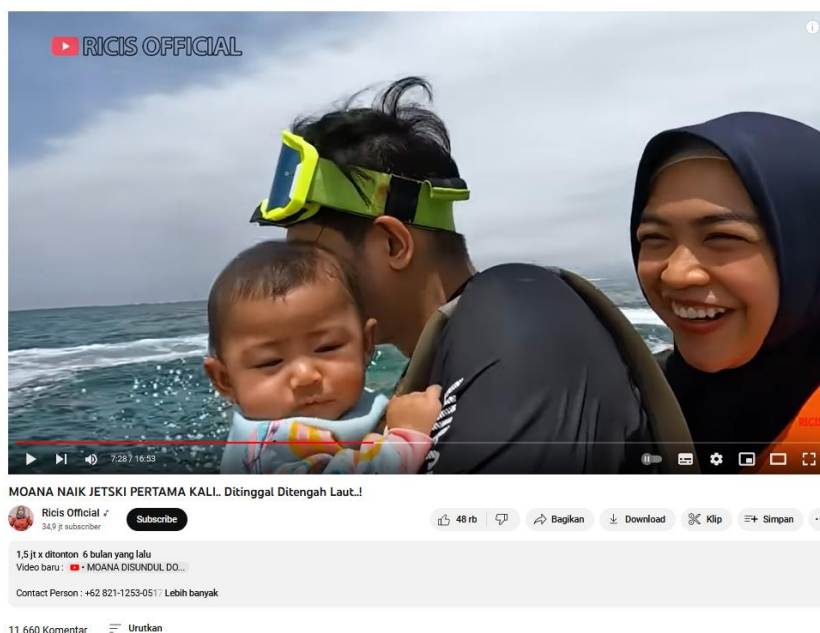 RICIS OFFICIAL
RICIS
7:28 / 16:53
MOANA NAIK JETSKI PERTAMA KALI.. Ditinggal Ditengah Laut..!
Ricis Official
34,9 jt subscriber
Subscribe
48 rb
Bagikan
Download
Klip
Simpan
1,5 jt x ditonton 6 bulan yang lalu
Video baru : MOANA DISUNDUL DO...
Contact Person : +62 821-1253-0517 Lebih banyak
11.660 Komentar
Urutkan